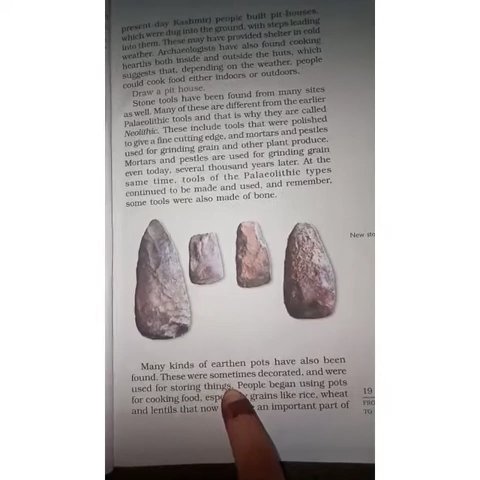 present-day Kashmir) people built pit-houses,
which were dug into the ground, with steps leading
into them. These may have provided shelter in cold
weather. Archaeologists have also found cooking
hearths both inside and outside the huts, which
suggests that, depending on the weather, people
could cook food either indoors or outdoors.
Draw a pit house.
Stone tools have been found from many sites
as well. Many of these are different from the earlier
Palaeolithic tools and that is why they are called
Neolithic. These include tools that were polished
to give a fine cutting edge, and mortars and pestles
used for grinding grain and other plant produce.
Mortars and pestles are used for grinding grain
even today, several thousand years later. At the
same time, tools of the Palaeolithic types
continued to be made and used, and remember,
some tools were also made of bone.
New
Many kinds of earthen pots have also been
found. These were sometimes decorated, and were
used for storing things. People began using pots
for cooking food, grains like rice, wheat
and lentils that now an important part of
19
TO